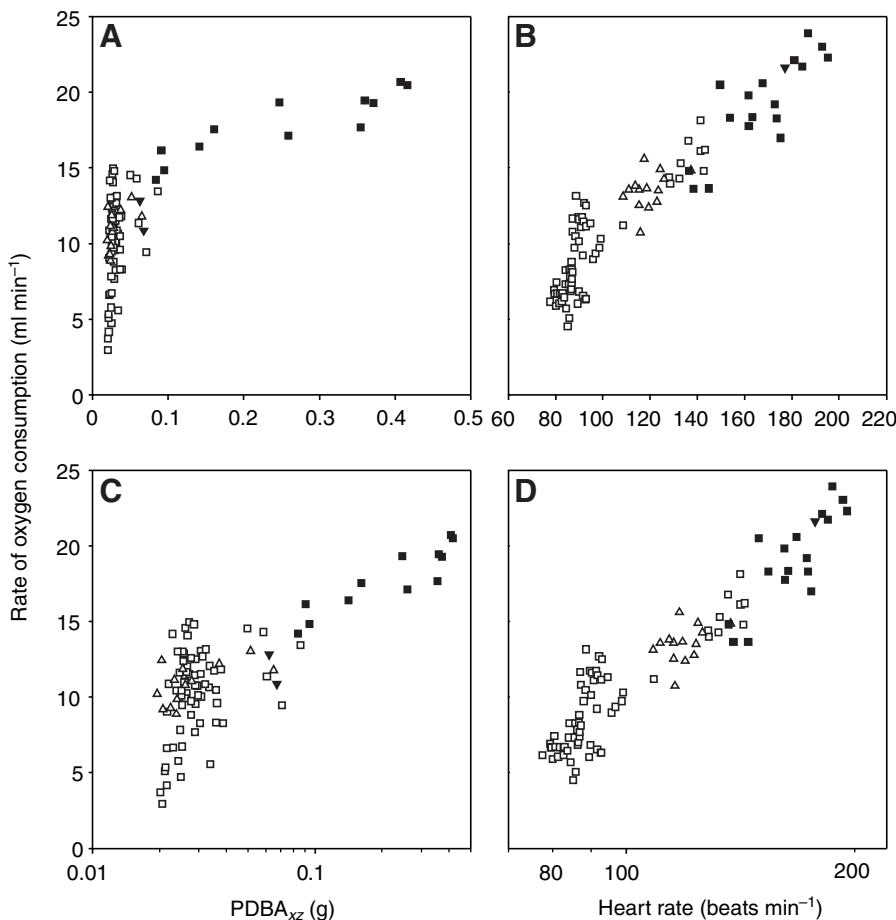 Rate of oxygen consumption (ml min⁻¹)
A
25
20
15
10
5
0
0 0.1 0.2 0.3 0.4 0.5
B
60 80 100 120 140 160 180 200 220
C
25
20
15
10
5
0
0.01 0.1
PDBAxz (g)
D
80 100 200
Heart rate (beats min⁻¹)